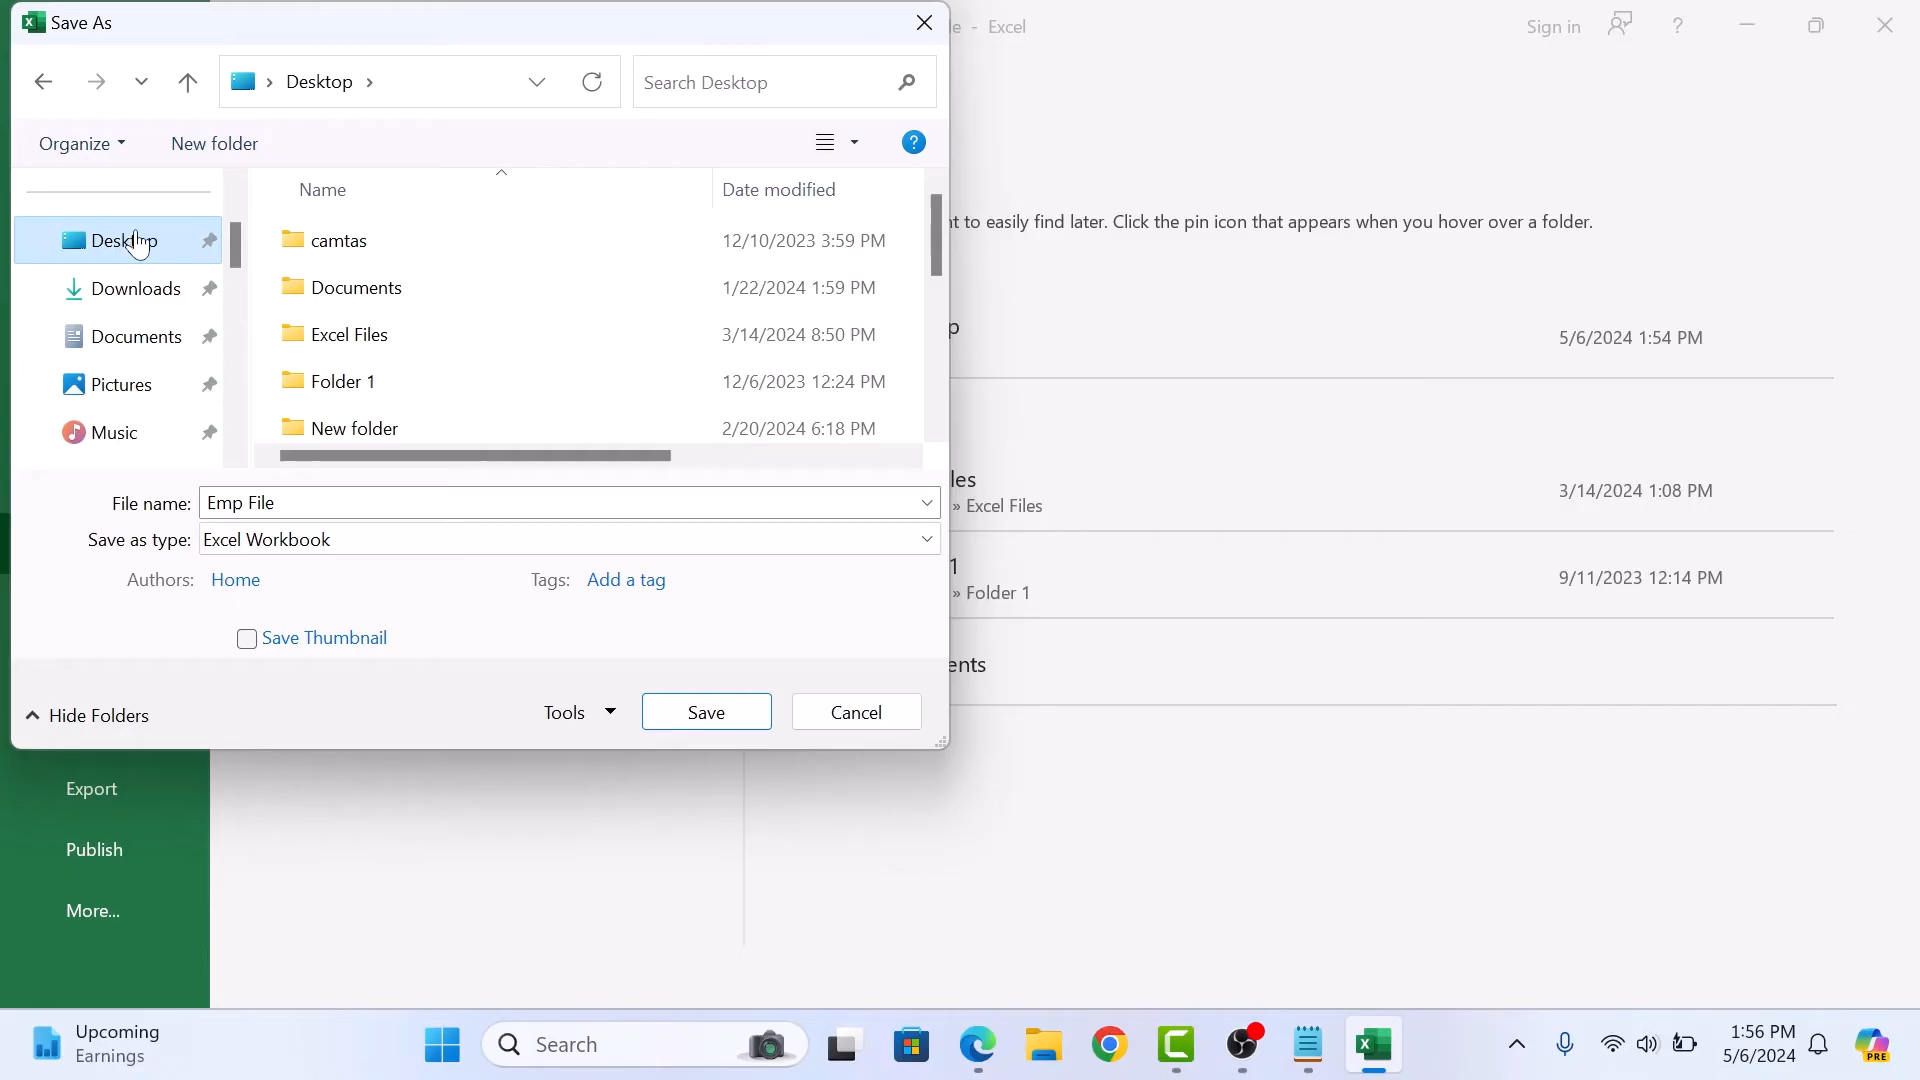 Save As
le - Excel
Sign in
?
Desktop
Search Desktop
Organize
New folder
?
Name
Date modified
nt to easily find later. Click the pin icon that appears when you hover over a folder.
Desktop
camtas
12/10/2023 3:59 PM
Downloads
Documents
1/22/2024 1:59 PM
Documents
Excel Files
3/14/2024 8:50 PM
p
5/6/2024 1:54 PM
Pictures
Folder 1
12/6/2023 12:24 PM
Music
New folder
2/20/2024 6:18 PM
les
» Excel Files
3/14/2024 1:08 PM
File name: Emp File
Save as type: Excel Workbook
Authors: Home
Tags: Add a tag
1
» Folder 1
9/11/2023 12:14 PM
Save Thumbnail
ents
Hide Folders
Tools
Save
Cancel
Export
Publish
More...
Upcoming
Earnings
Search
1:56 PM
5/6/2024
PRE